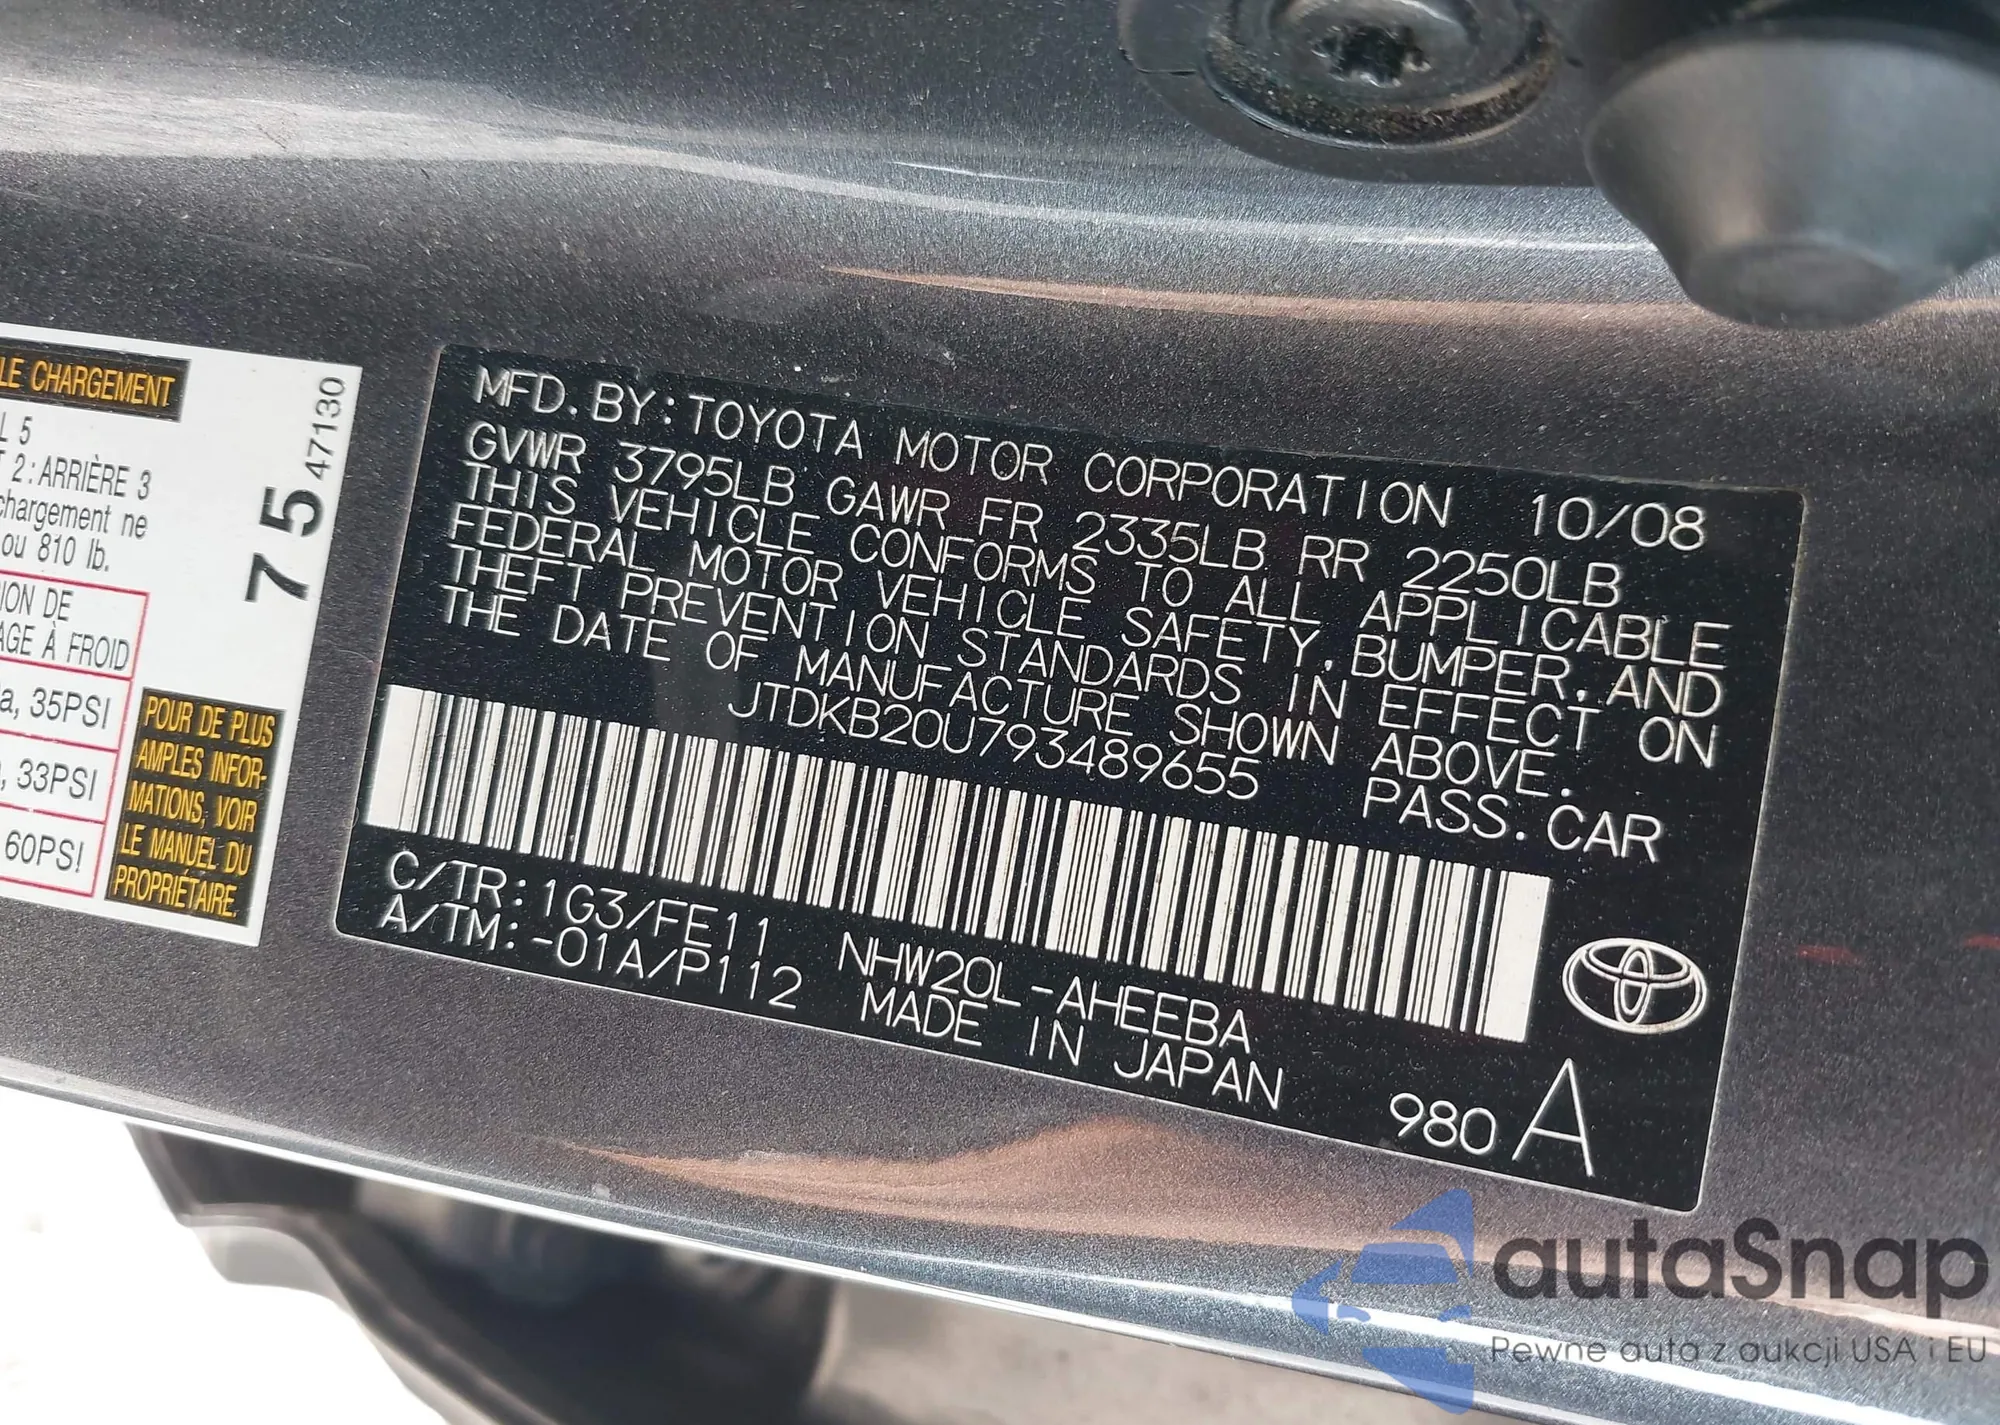 LE CHARGEMENT
L 5
T 2: ARRIÈRE 3
chargement ne
ou 810 lb.
ION DE
AGE À FROID
a, 35PSI
, 33PSI
60PSI
POUR DE PLUS
AMPLES INFOR-
MATIONS, VOIR
LE MANUEL DU
PROPRIÉTAIRE.
75 47130
MFD. BY: TOYOTA MOTOR CORPORATION 10/08
GVWR 3795LB GAWR FR 2335LB RR 2250LB
THIS VEHICLE CONFORMS TO ALL APPLICABLE
FEDERAL MOTOR VEHICLE SAFETY, BUMPER, AND
THEFT PREVENTION STANDARDS IN EFFECT ON
THE DATE OF MANUFACTURE SHOWN ABOVE.
JTDKB20U793489655 PASS. CAR
C/TR: 1G3/FE11 NHW20L-AHEEBA
A/TM: -01A/P112 MADE IN JAPAN
980 A
autaSnap
Pewne auta z aukcji USA i EU